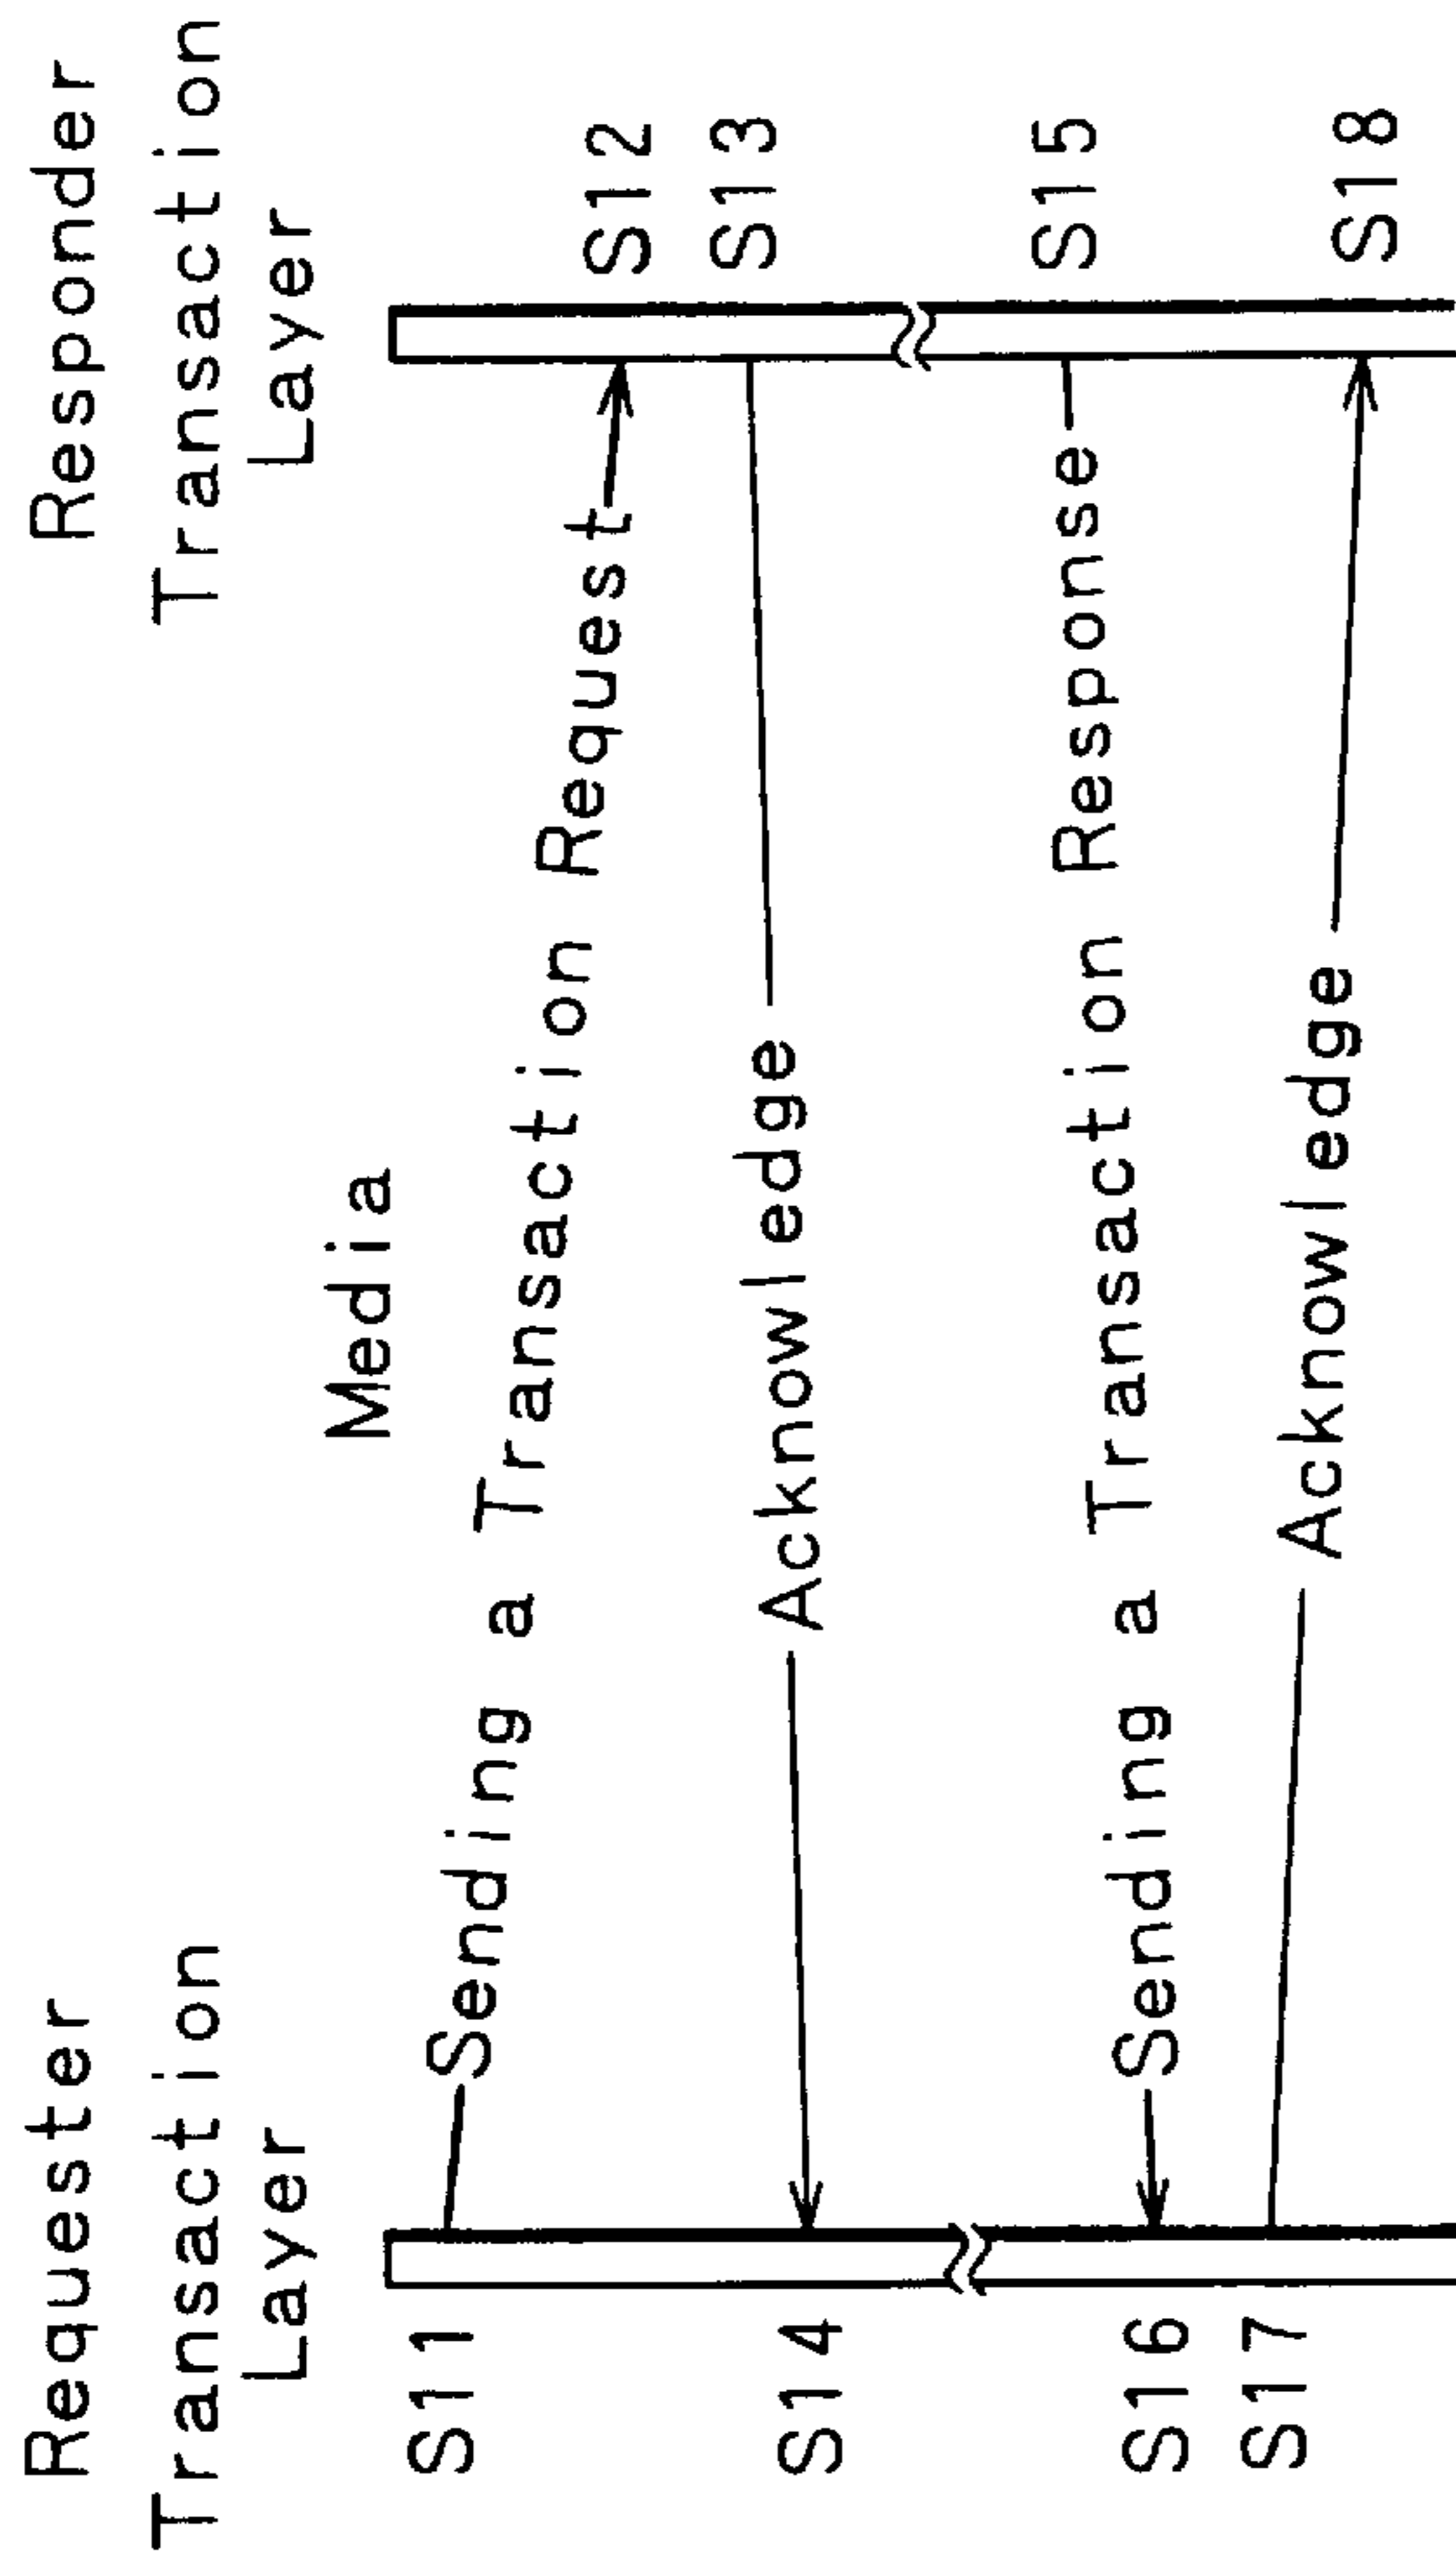 Requester
Transaction
Layer
Media
Responder
Transaction
Layer
S11
Sending a Transaction Request
S12
S13
Acknowledge
S14
S15
Sending a Transaction Response
S16
S17
Acknowledge
S18